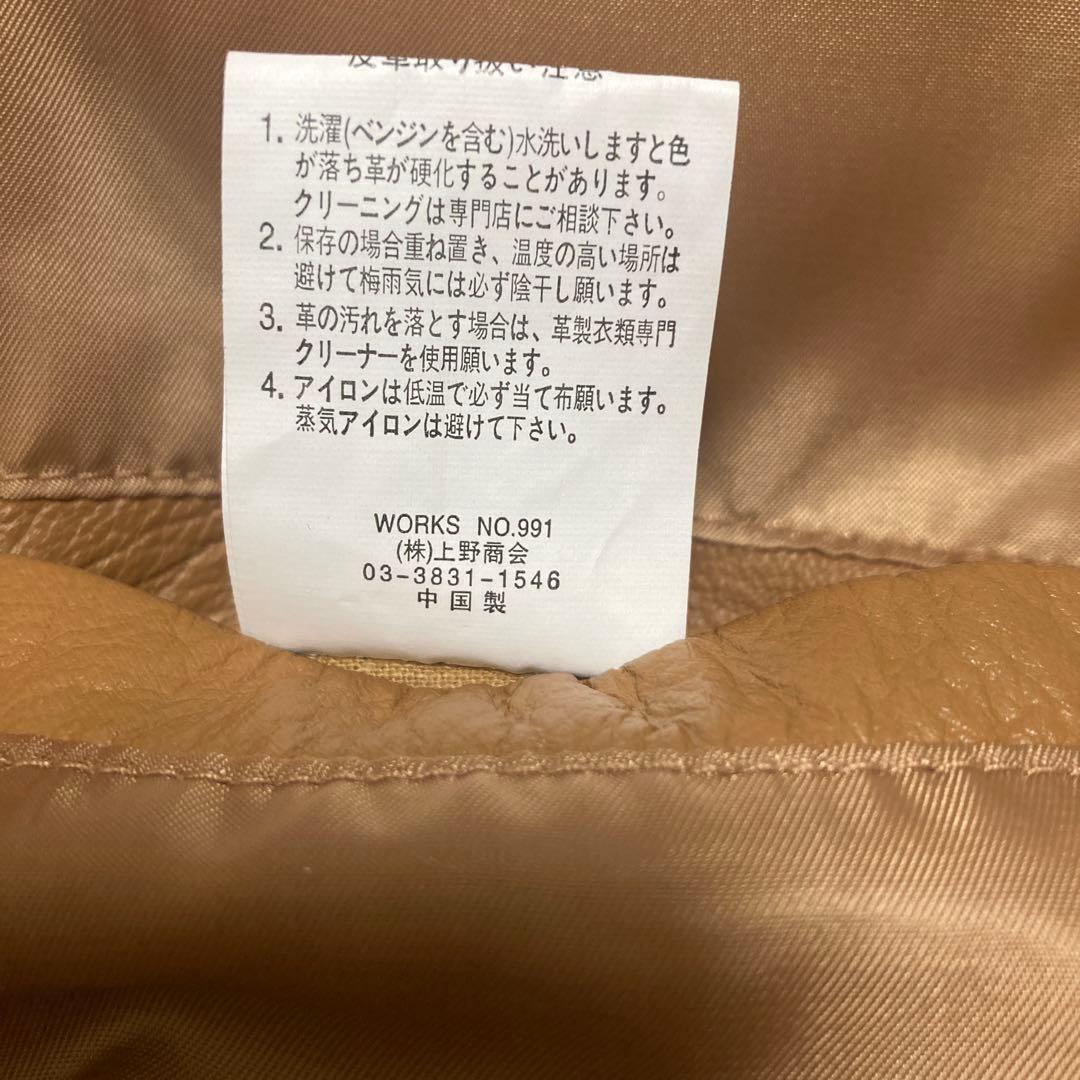 皮革取り扱い注意
1. 洗濯(ベンジンを含む)水洗いしますと色
が落ち革が硬化することがあります。
クリーニングは専門店にご相談下さい。
2. 保存の場合重ね置き、温度の高い場所は
避けて梅雨気には必ず陰干し願います。
3. 革の汚れを落とす場合は、革製衣類専門
クリーナーを使用願います。
4. アイロンは低温で必ず当て布願います。
蒸気アイロンは避けて下さい。
WORKS NO.991
(株)上野商会
03-3831-1546
中国製